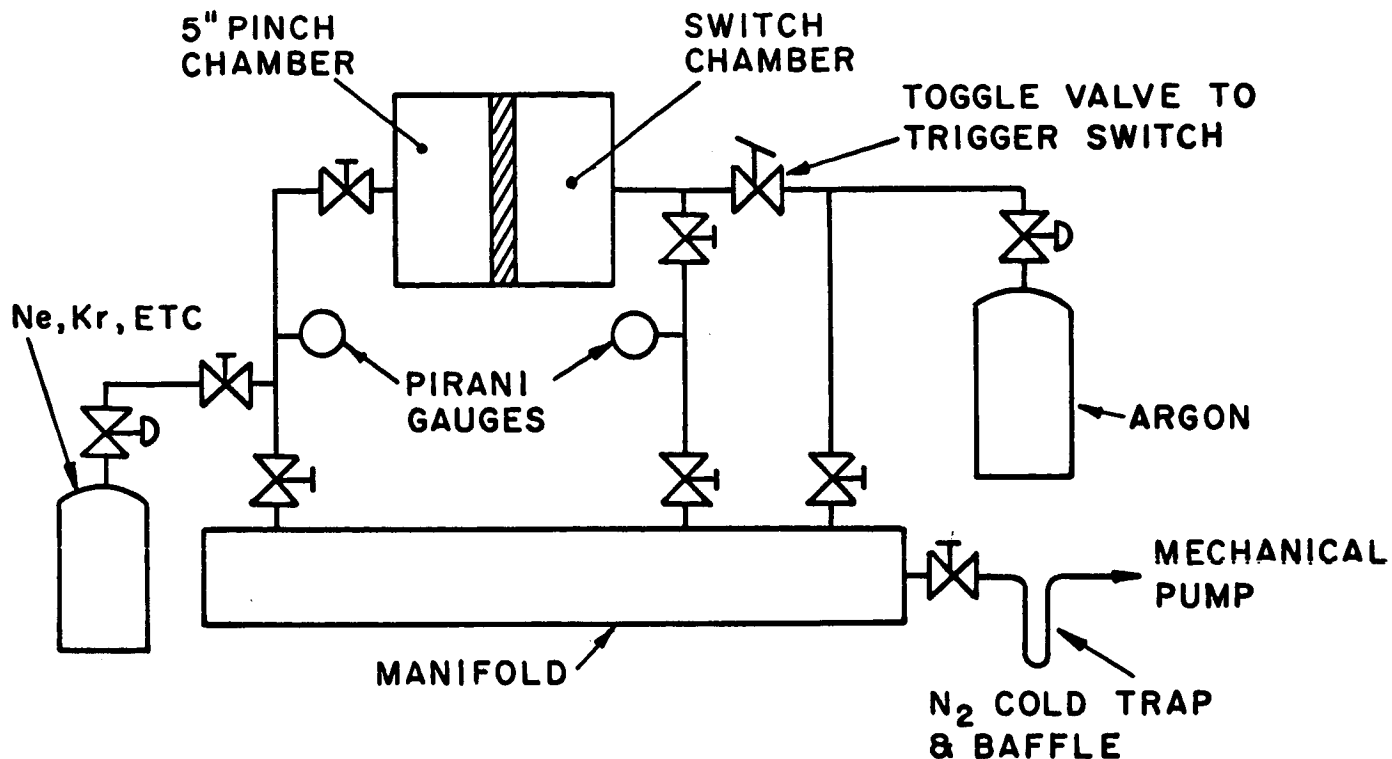 5" PINCH
CHAMBER
SWITCH
CHAMBER
TOGGLE VALVE TO
TRIGGER SWITCH
Ne, Kr, ETC
PIRANI
GAUGES
ARGON
MECHANICAL
PUMP
MANIFOLD
N₂ COLD TRAP
& BAFFLE